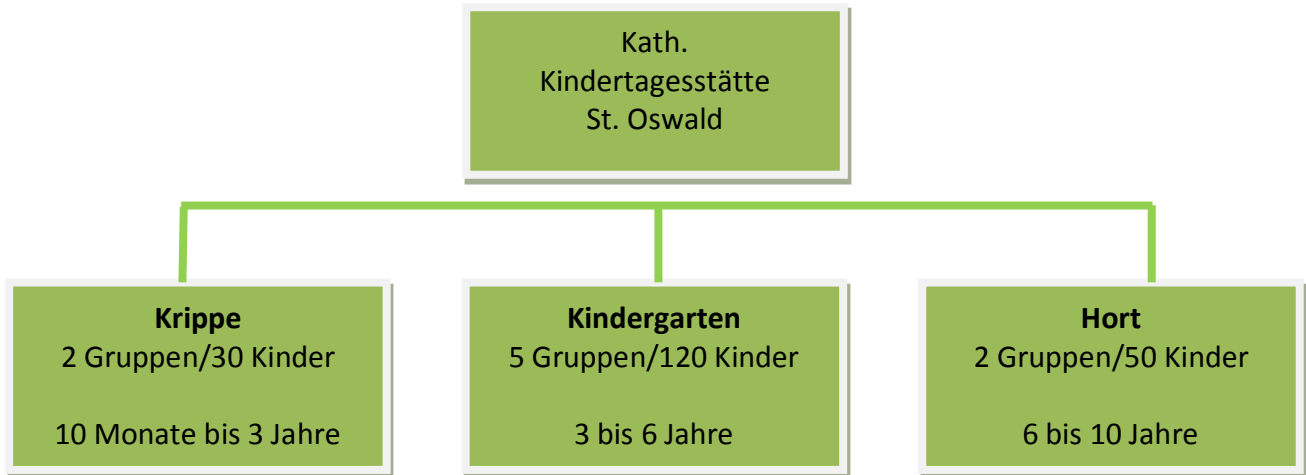 Kath.
Kindertagesstätte
St. Oswald
Krippe
2 Gruppen/30 Kinder
10 Monate bis 3 Jahre
Kindergarten
5 Gruppen/120 Kinder
3 bis 6 Jahre
Hort
2 Gruppen/50 Kinder
6 bis 10 Jahre